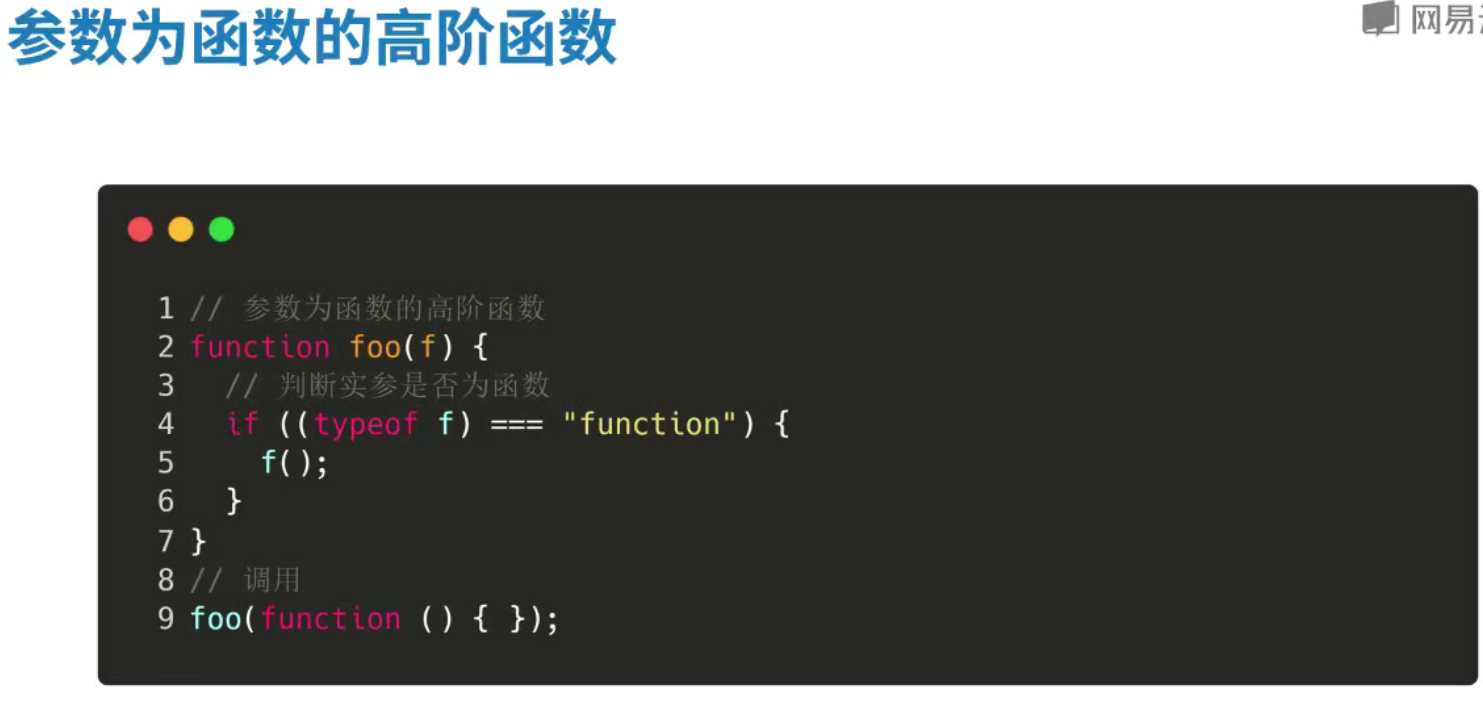 参数为函数的高阶函数
网易
1 // 参数为函数的高阶函数
2 function foo(f) {
3   // 判断实参是否为函数
4   if ((typeof f) === "function") {
5     f();
6   }
7 }
8 // 调用
9 foo(function () { });